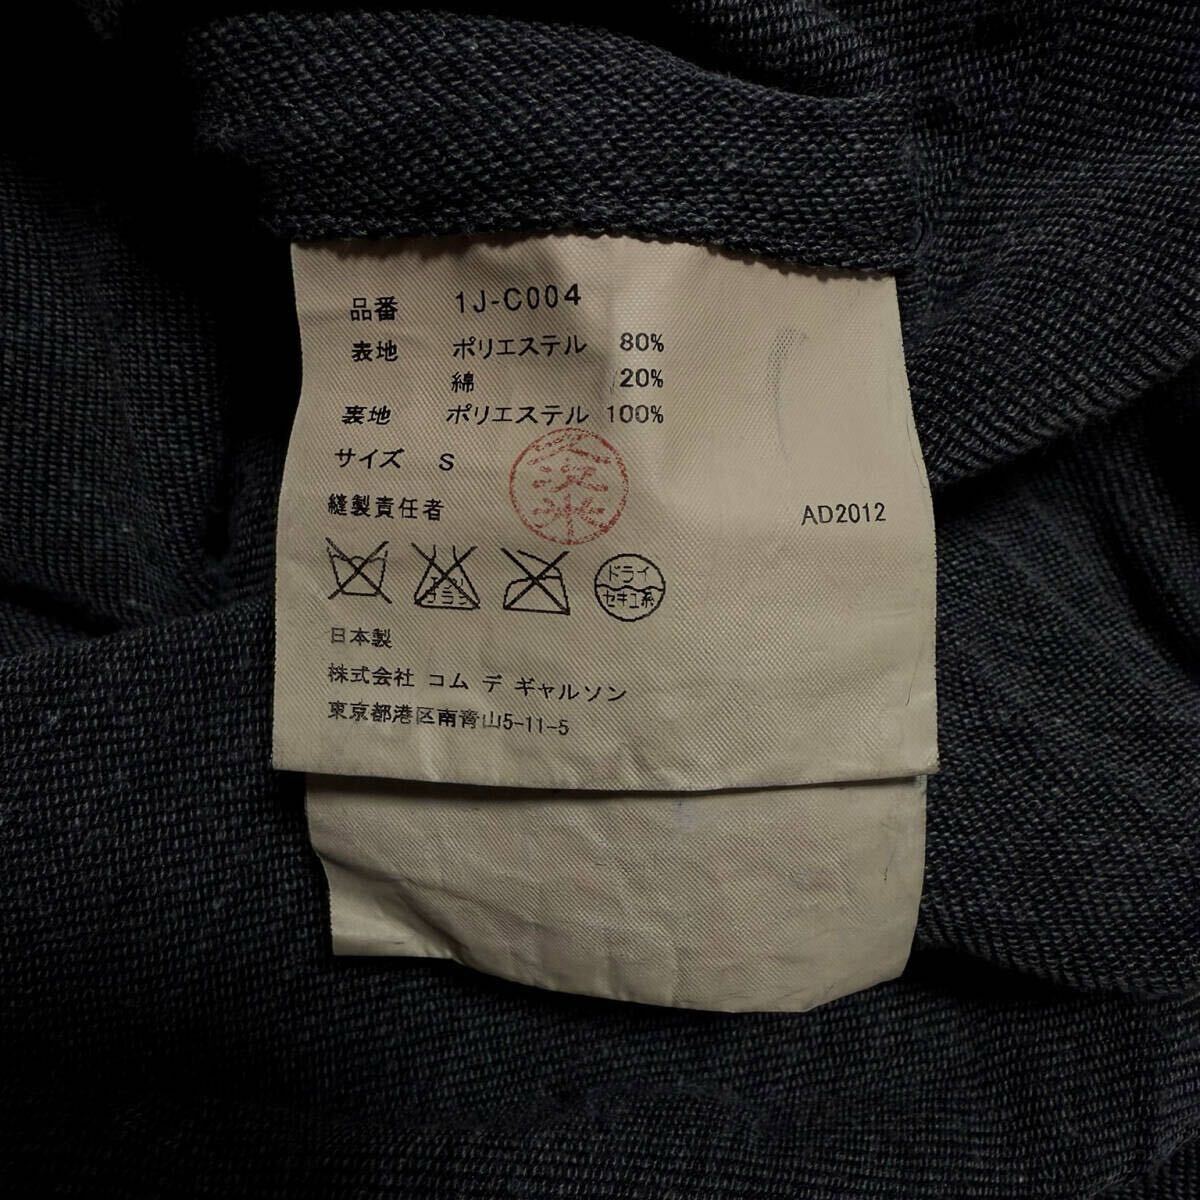 品番 1J-C004
表地 ポリエステル 80%
綿 20%
裏地 ポリエステル 100%
サイズ S
縫製責任者
AD2012
ドライ
セキユ系
日本製
株式会社 コム デ ギャルソン
東京都港区南青山5-11-5